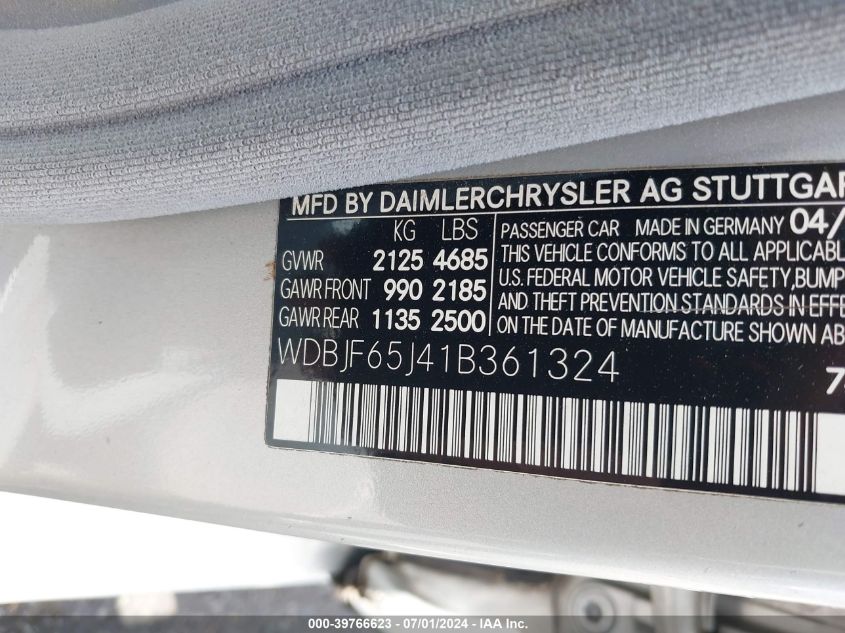 MFD BY DAIMLERCHRYSLER AG STUTTGAR
KG LBS
GVWR 2125 4685
GAWR FRONT 990 2185
GAWR REAR 1135 2500
PASSENGER CAR MADE IN GERMANY 04/
THIS VEHICLE CONFORMS TO ALL APPLICABL
U.S. FEDERAL MOTOR VEHICLE SAFETY, BUMP
AND THEFT PREVENTION STANDARDS IN EFFE
ON THE DATE OF MANUFACTURE SHOWN AB
WDBJF65J41B361324
000-39766623 - 07/01/2024 - IAA Inc.